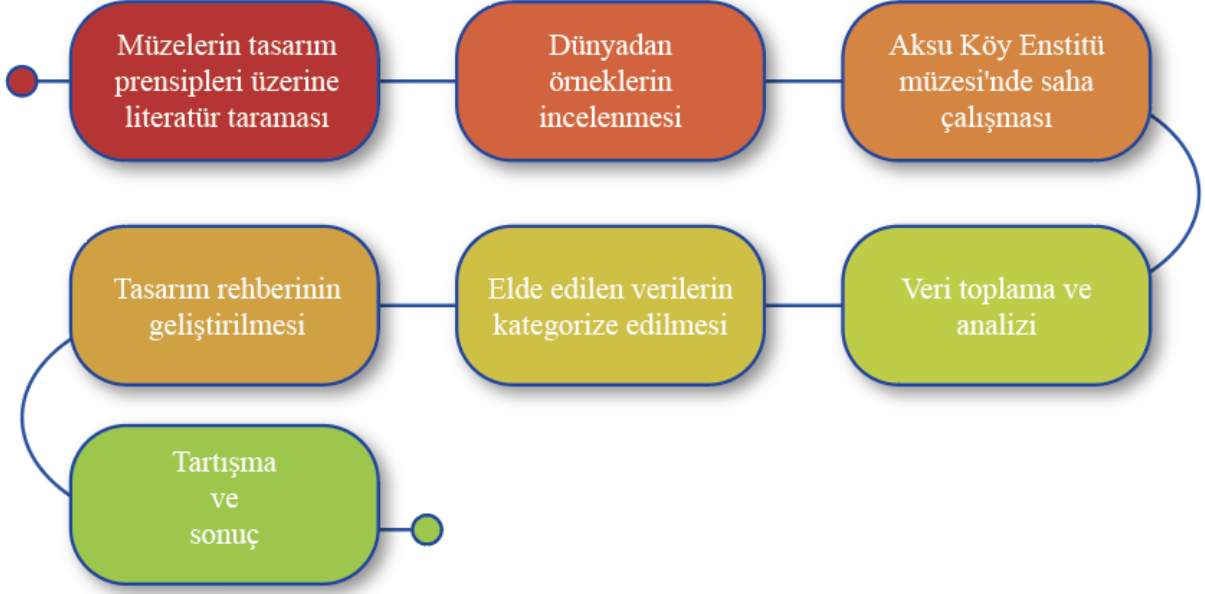 Müzelerin tasarım
prensipleri üzerine
literatür taraması
Dünyadan
örneklerin
incelenmesi
Aksu Köy Enstitü
müzesi'nde saha
çalışması
Veri toplama ve
analizi
Elde edilen verilerin
kategorize edilmesi
Tasarım rehberinin
geliştirilmesi
Tartışma
ve
sonuç